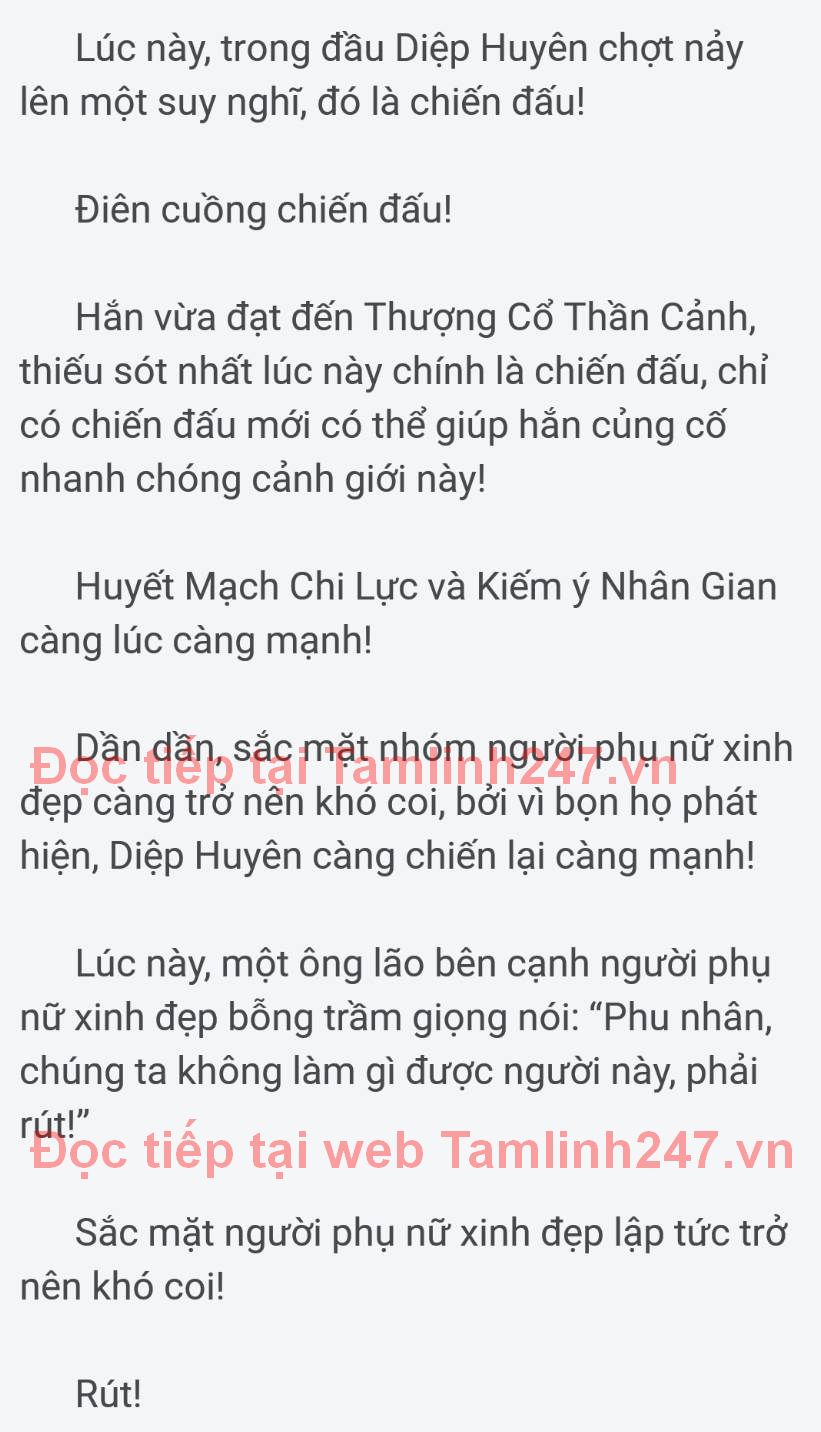 Lúc này, trong đầu Diệp Huyên chợt nảy
lên một suy nghĩ, đó là chiến đấu!
Điên cuồng chiến đấu!
Hắn vừa đạt đến Thượng Cổ Thần Cảnh,
thiếu sót nhất lúc này chính là chiến đấu, chỉ
có chiến đấu mới có thể giúp hắn củng cố
nhanh chóng cảnh giới này!
Huyết Mạch Chi Lực và Kiếm ý Nhân Gian
càng lúc càng mạnh!
Dần dần, sắc mặt nhóm người phụ nữ xinh
Đọc tiếp tại Tamlinh247.vn
đẹp càng trở nên khó coi, bởi vì bọn họ phát
hiện, Diệp Huyên càng chiến lại càng mạnh!
Lúc này, một ông lão bên cạnh người phụ
nữ xinh đẹp bỗng trầm giọng nói: “Phu nhân,
chúng ta không làm gì được người này, phải
rút!”
Đọc tiếp tại web Tamlinh247.vn
Sắc mặt người phụ nữ xinh đẹp lập tức trở
nên khó coi!
Rút!